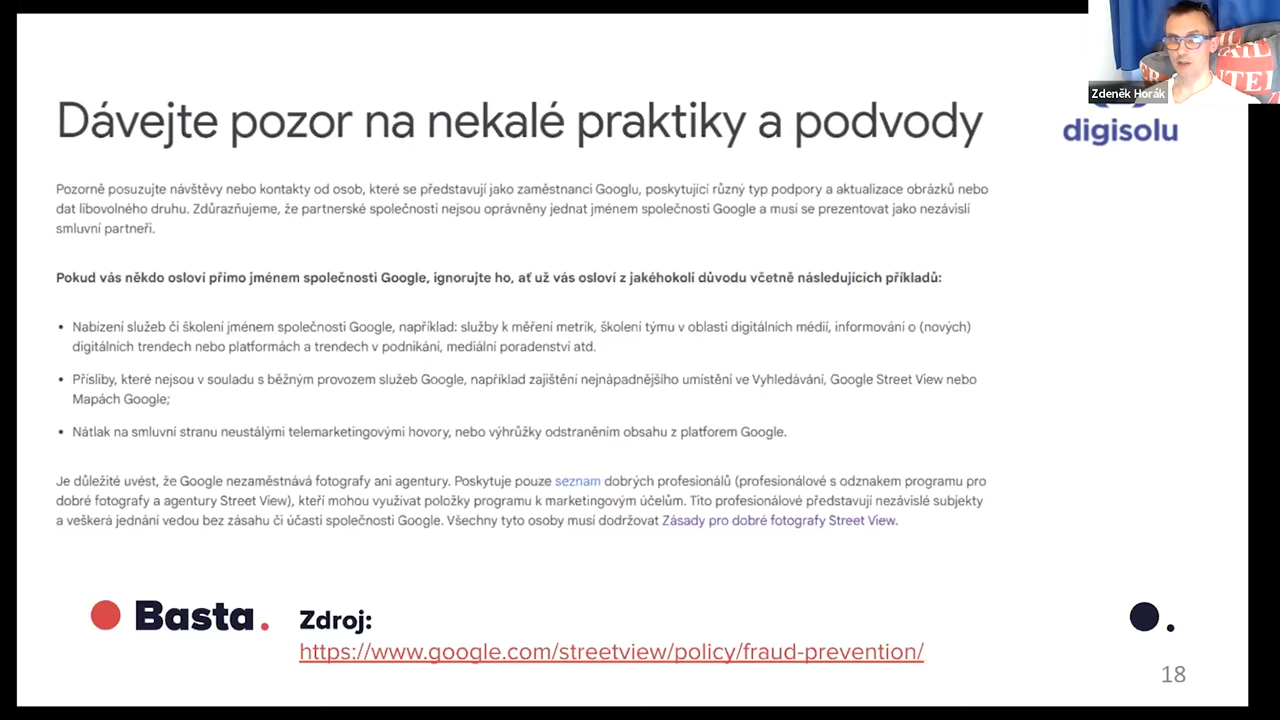 Zdeněk Horák
digisolu
Dávejte pozor na nekalé praktiky a podvody
Pozorně posuzujte návštěvy nebo kontakty od osob, které se představují jako zaměstnanci Googlu, poskytující různý typ podpory a aktualizace obrázků nebo
dat libovolného druhu. Zdůrazňujeme, že partnerské společnosti nejsou oprávněny jednat jménem společnosti Google a musí se prezentovat jako nezávislí
smluvní partneři.
Pokud vás někdo osloví přímo jménem společnosti Google, ignorujte ho, ať už vás osloví z jakéhokoli důvodu včetně následujících příkladů:
• Nabízení služeb či školení jménem společnosti Google, například: služby k měření metrik, školení týmu v oblasti digitálních médií, informování o (nových)
digitálních trendech nebo platformách a trendech v podnikání, mediální poradenství atd.
• Přísliby, které nejsou v souladu s běžným provozem služeb Google, například zajištění nejnápadnějšího umístění ve Vyhledávání, Google Street View nebo
Mapách Google;
• Nátlak na smluvní stranu neustálými telemarketingovými hovory, nebo výhrůžky odstraněním obsahu z platforem Google.
Je důležité uvést, že Google nezaměstnává fotografy ani agentury. Poskytuje pouze seznam dobrých profesionálů (profesionálové s odznakem programu pro
dobré fotografy a agentury Street View), kteří mohou využívat položky programu k marketingovým účelům. Tito profesionálové představují nezávislé subjekty
a veškerá jednání vedou bez zásahu či účasti společnosti Google. Všechny tyto osoby musí dodržovat Zásady pro dobré fotografy Street View.
Basta.
Zdroj:
https://www.google.com/streetview/policy/fraud-prevention/
18